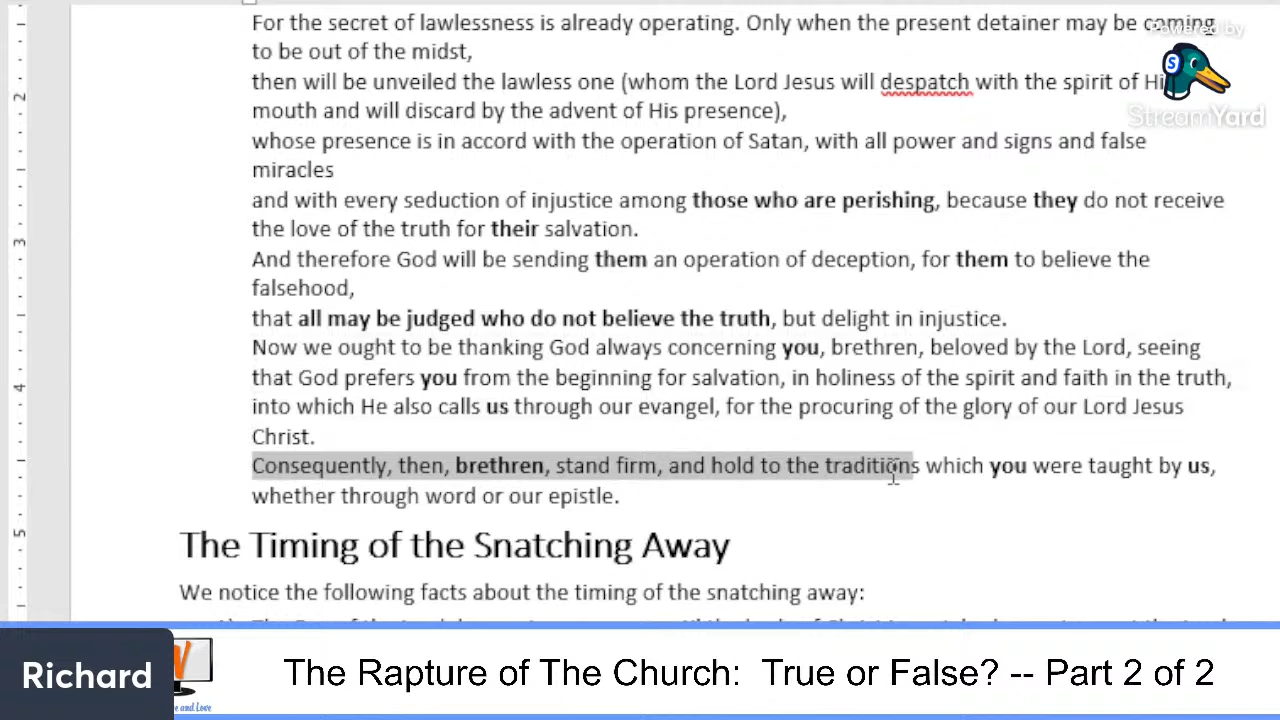 For the secret of lawlessness is already operating. Only when the present detainer may be coming
to be out of the midst,
then will be unveiled the lawless one (whom the Lord Jesus will despatch with the spirit of Hi
mouth and will discard by the advent of His presence),
whose presence is in accord with the operation of Satan, with all power and signs and false
miracles
and with every seduction of injustice among those who are perishing, because they do not receive
the love of the truth for their salvation.
And therefore God will be sending them an operation of deception, for them to believe the
falsehood,
that all may be judged who do not believe the truth, but delight in injustice.
Now we ought to be thanking God always concerning you, brethren, beloved by the Lord, seeing
that God prefers you from the beginning for salvation, in holiness of the spirit and faith in the truth,
into which He also calls us through our evangel, for the procuring of the glory of our Lord Jesus
Christ.
Consequently, then, brethren, stand firm, and hold to the traditions which you were taught by us,
whether through word or our epistle.
The Timing of the Snatching Away
We notice the following facts about the timing of the snatching away:
Powered by
S
StreamYard
2
3
4
5
Richard
e and Love
The Rapture of The Church: True or False? -- Part 2 of 2